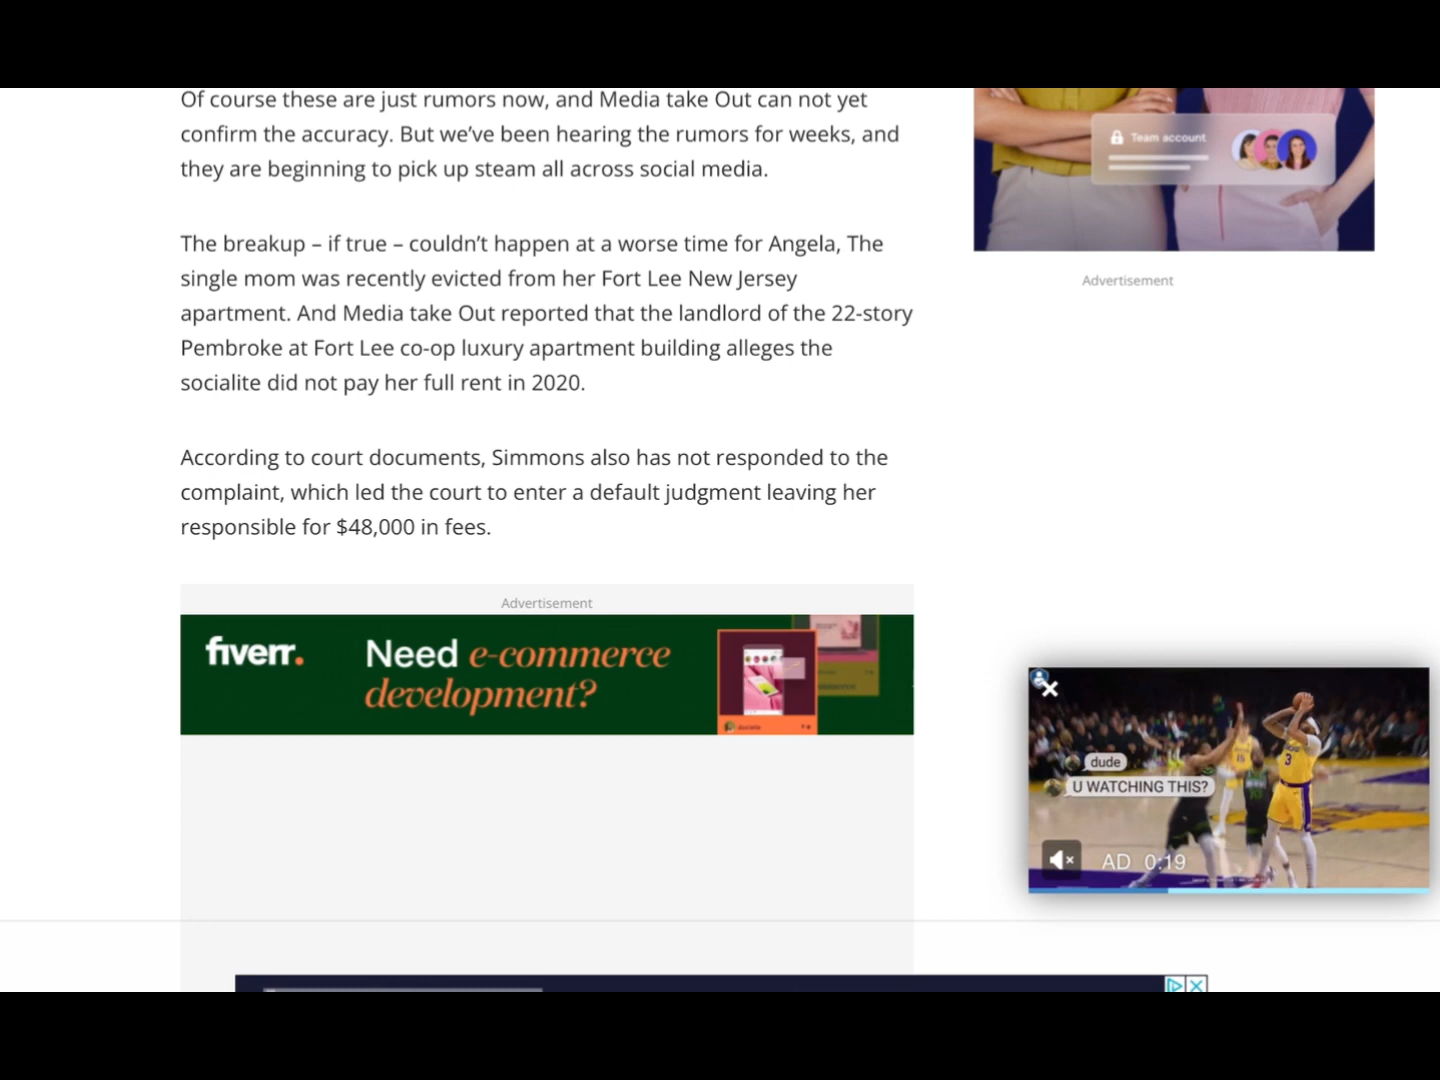 Of course these are just rumors now, and Media take Out can not yet
confirm the accuracy. But we’ve been hearing the rumors for weeks, and
they are beginning to pick up steam all across social media.
The breakup – if true – couldn’t happen at a worse time for Angela, The
single mom was recently evicted from her Fort Lee New Jersey
apartment. And Media take Out reported that the landlord of the 22-story
Pembroke at Fort Lee co-op luxury apartment building alleges the
socialite did not pay her full rent in 2020.
According to court documents, Simmons also has not responded to the
complaint, which led the court to enter a default judgment leaving her
responsible for $48,000 in fees.
Advertisement
fiverr.
Need e-commerce
development?
Team account
Advertisement
dude
U WATCHING THIS?
AD 0:19
3
15